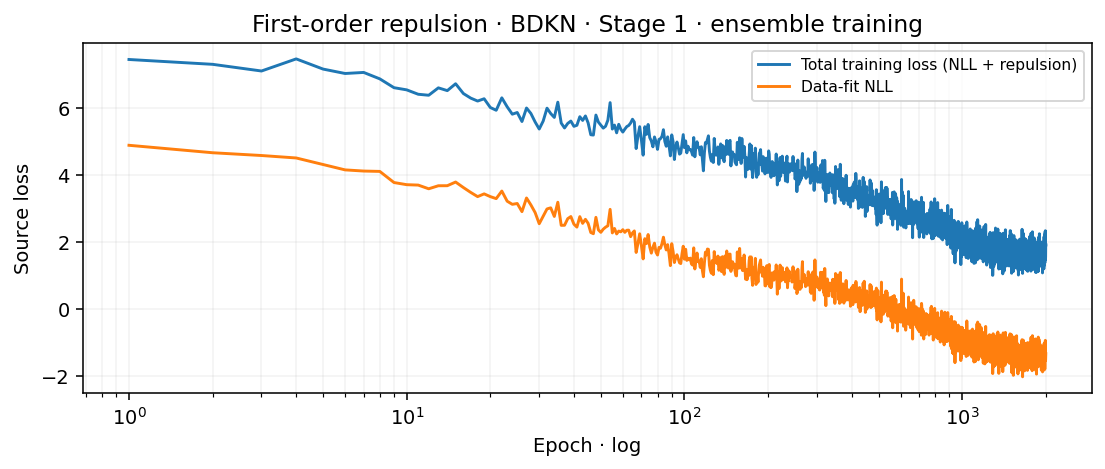 First-order repulsion · BDKN · Stage 1 · ensemble training
Total training loss (NLL + repulsion)
Data-fit NLL
Source loss
6
4
2
0
−2
10⁰ 10¹ 10² 10³
Epoch · log